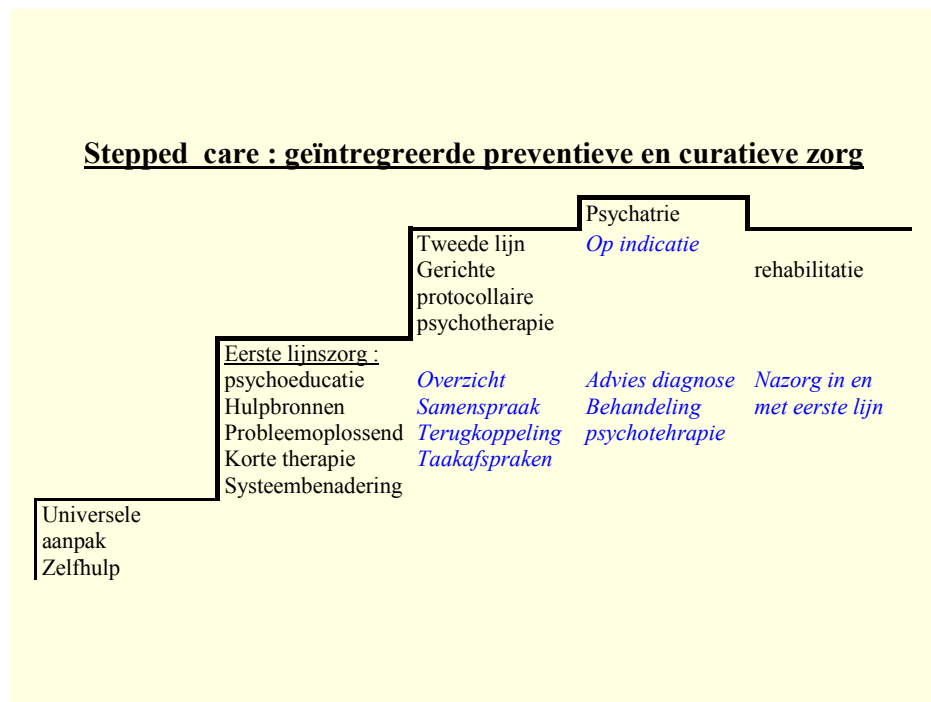 Stepped care : geïntregreerde preventieve en curatieve zorg
Psychatrie
Tweede lijn Op indicatie
Gerichte rehabilitatie
protocollaire
psychotherapie
Eerste lijnszorg :
psychoeducatie Overzicht Advies diagnose Nazorg in en
Hulpbronnen Samenspraak Behandeling met eerste lijn
Probleemoplossend Terugkoppeling psychotehrapie
Korte therapie Taakafspraken
Systeembenadering
Universele
aanpak
Zelfhulp